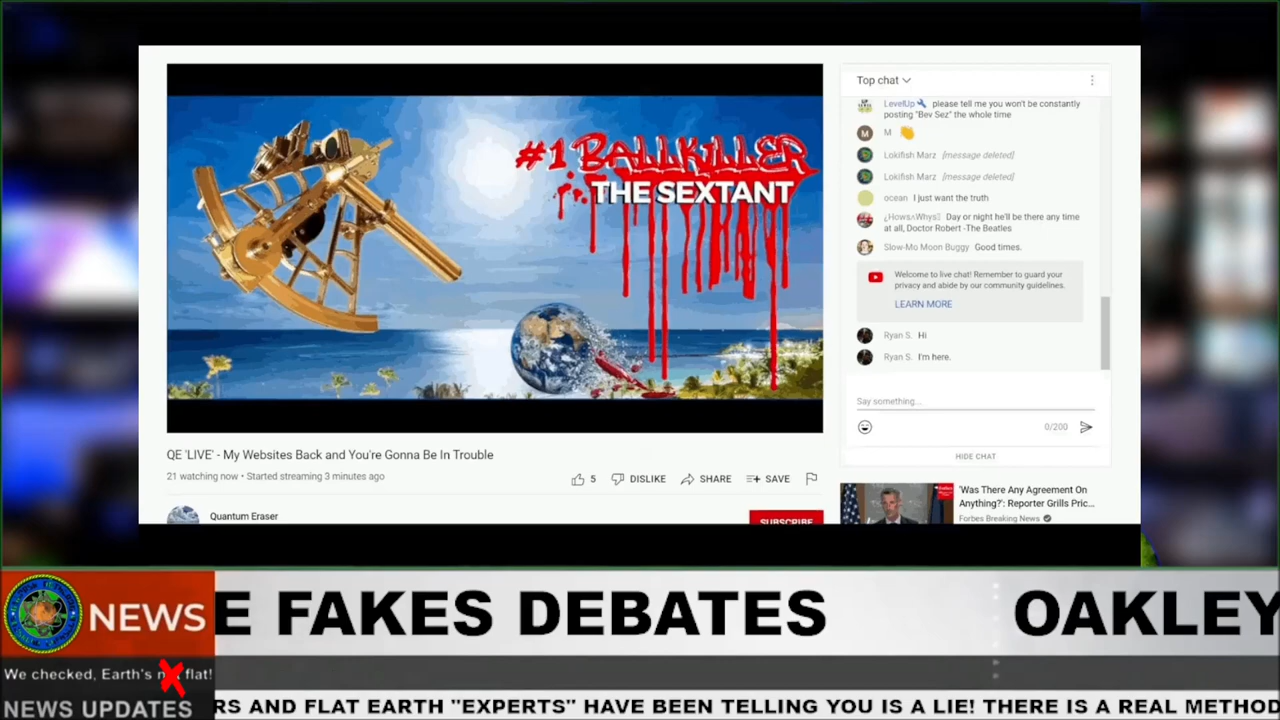 #1 BALLKILLER
THE SEXTANT
QE 'LIVE' - My Websites Back and You're Gonna Be In Trouble
21 watching now • Started streaming 3 minutes ago
5 DISLIKE SHARE SAVE
Quantum Eraser
SUBSCRIBE
Top chat
LevelUp please tell me you won't be constantly
posting "Bev Sez" the whole time
M M
Lokifish Marz [message deleted]
Lokifish Marz [message deleted]
ocean I just want the truth
Day or night he'll be there any time
at all, Doctor Robert -The Beatles
Slow-Mo Moon Buggy Good times.
Welcome to live chat! Remember to guard your
privacy and abide by our community guidelines.
LEARN MORE
Ryan S. Hi
Ryan S. I'm here.
Say something...
0/200
HIDE CHAT
'Was There Any Agreement On
Anything?': Reporter Grills Pric...
Forbes Breaking News
NEWS
E FAKES DEBATES OAKLEY
We checked, Earth's flat!
NEWS UPDATES
RS AND FLAT EARTH "EXPERTS" HAVE BEEN TELLING YOU IS A LIE! THERE IS A REAL METHOD